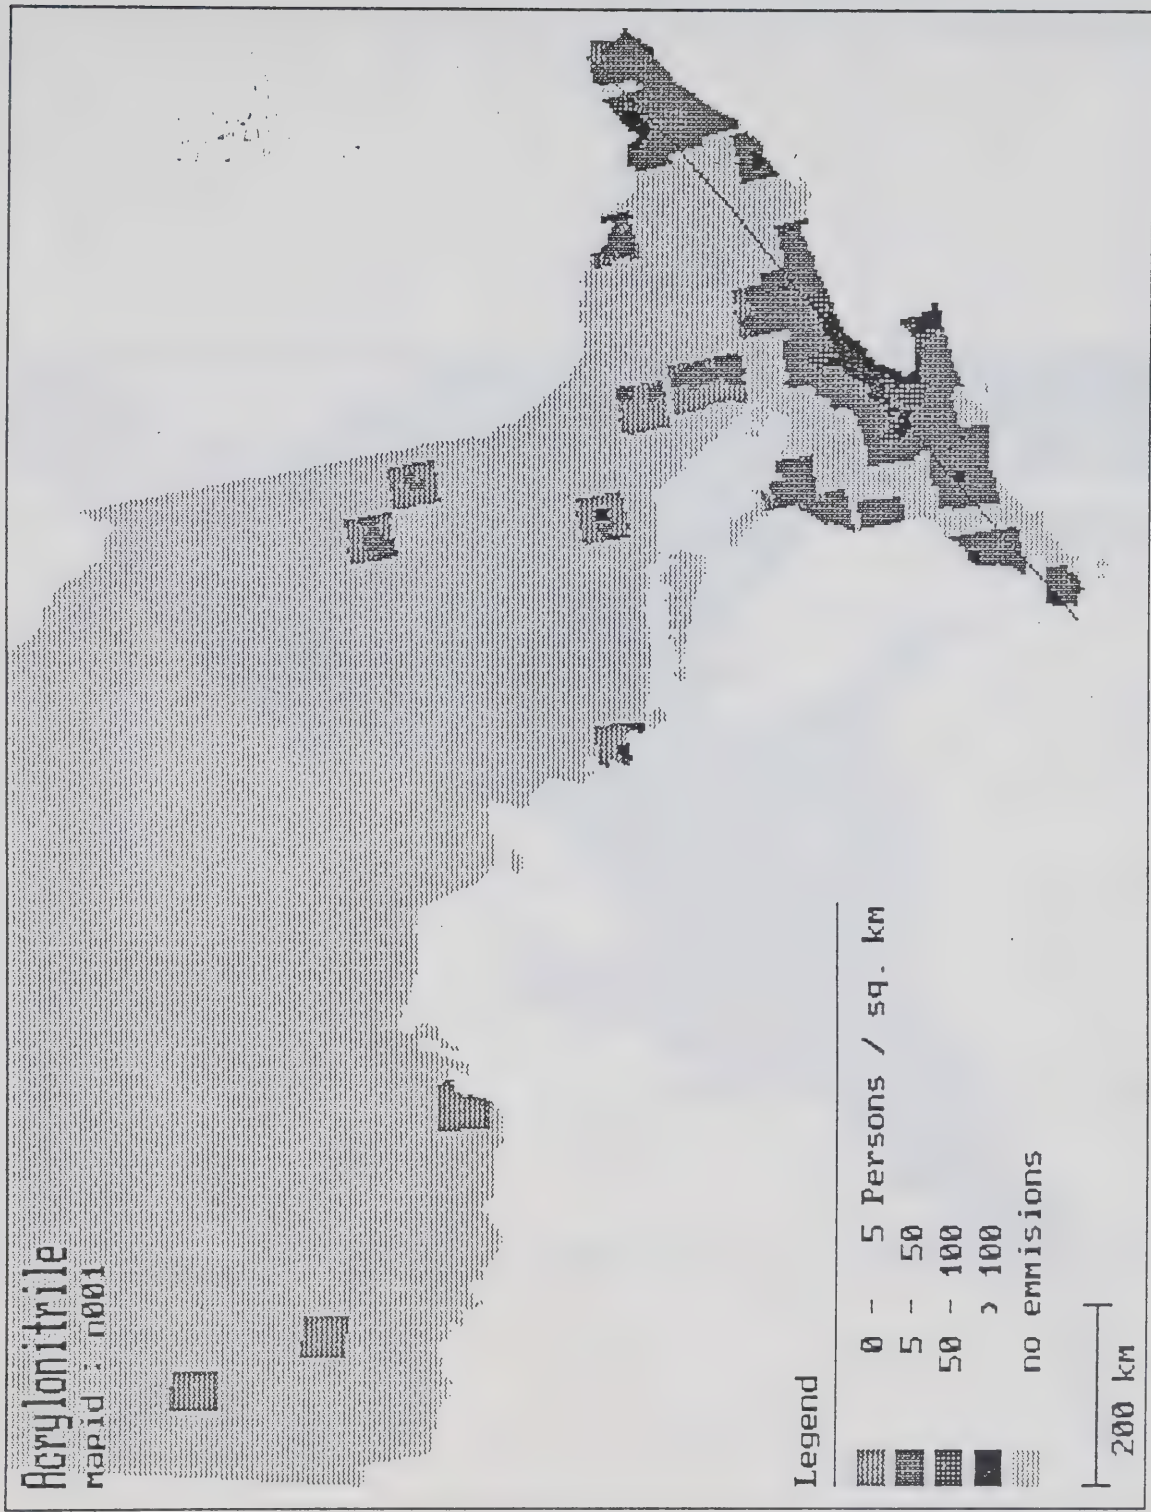 Acrylonitrile
mapid : n001
Legend
0 - 5 Persons / sq. km
5 - 50
50 - 100
> 100
no emmisions
200 km